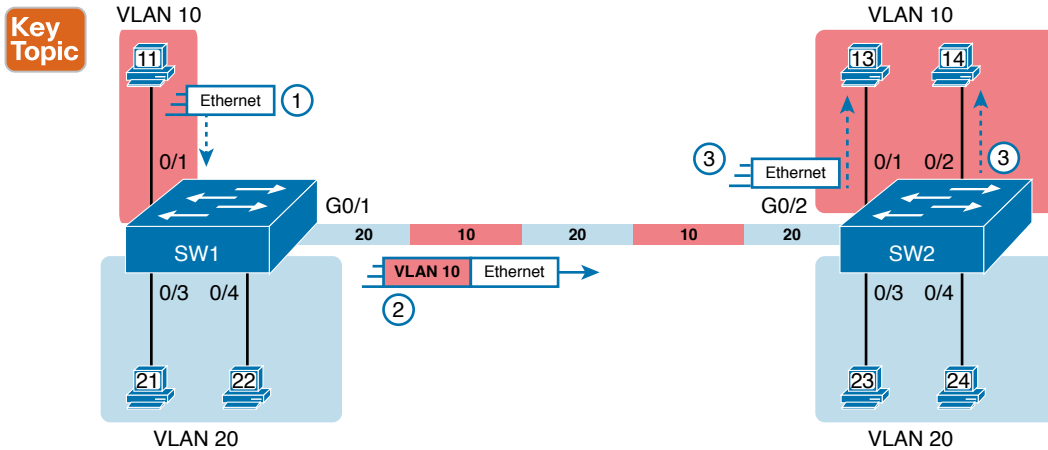 Key
Topic
VLAN 10
VLAN 10
11
13
14
Ethernet
1
3
Ethernet
3
0/1
0/1
0/2
G0/1
G0/2
20
10
20
10
20
SW1
SW2
VLAN 10
Ethernet
2
0/3
0/4
0/3
0/4
21
22
23
24
VLAN 20
VLAN 20